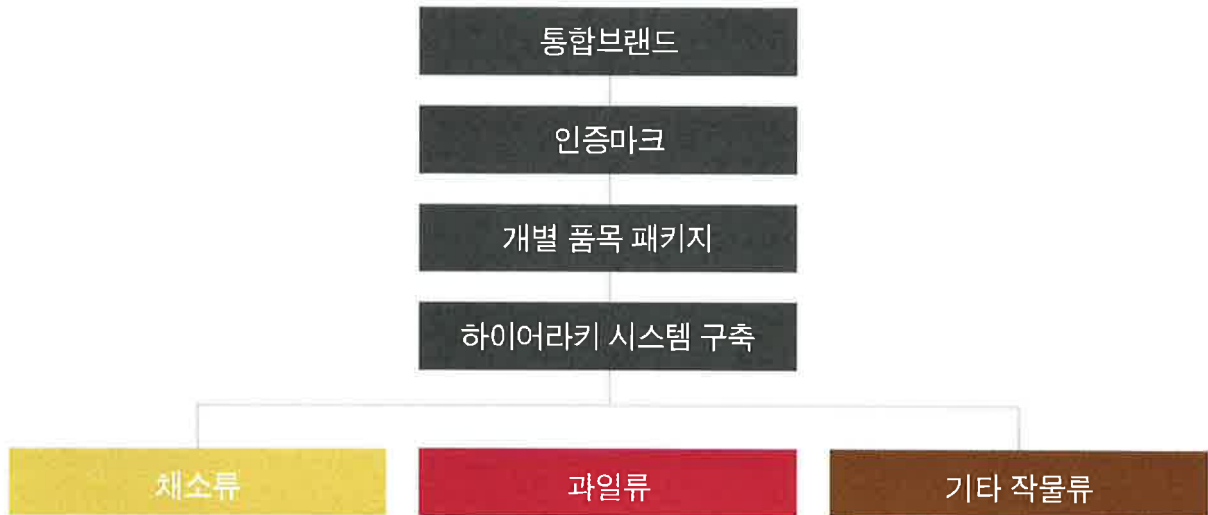 통합브랜드
인증마크
개별 품목 패키지
하이어라키 시스템 구축
채소류
과일류
기타 작물류